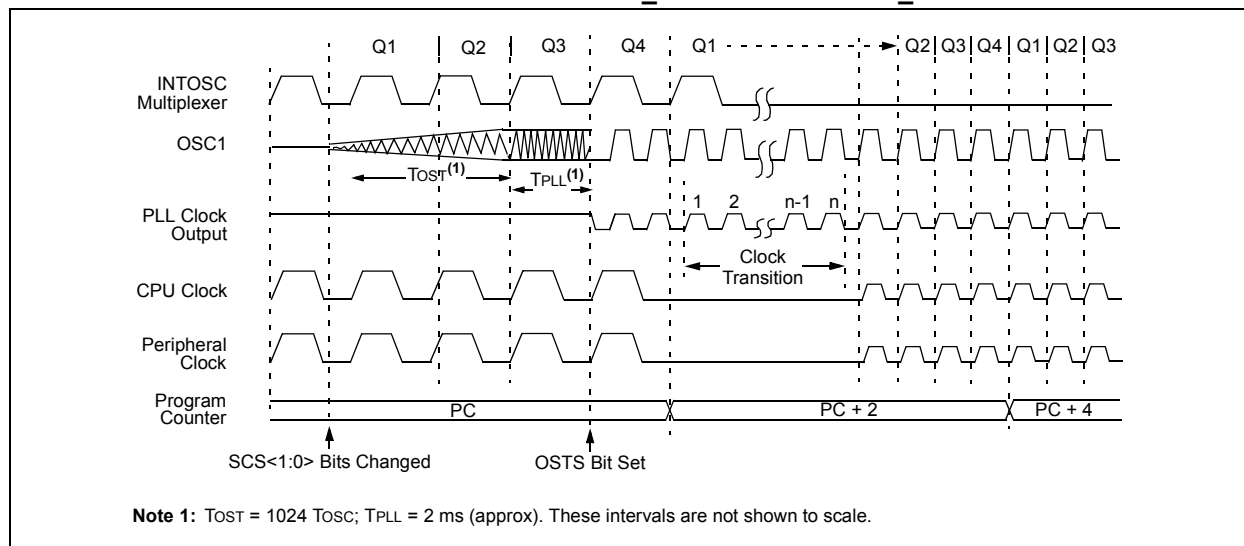 Q1 Q2 Q3 Q4 Q1 Q2 Q3 Q4 Q1 Q2 Q3
INTOSC
Multiplexer
OSC1
TOST(1) TPLL(1)
1 2 n-1 n
PLL Clock
Output
Clock
Transition
CPU Clock
Peripheral
Clock
Program
Counter
PC PC + 2 PC + 4
SCS<1:0> Bits Changed OSTS Bit Set
Note 1: TOST = 1024 TOSC; TPLL = 2 ms (approx). These intervals are not shown to scale.